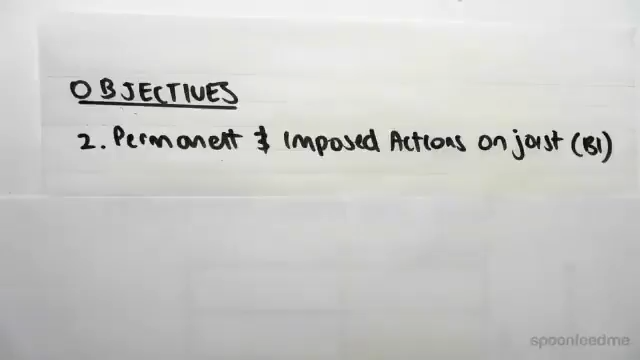 OBJECTIVES
2. Permanent & Imposed Actions on joist (B1)
spoonfeedme